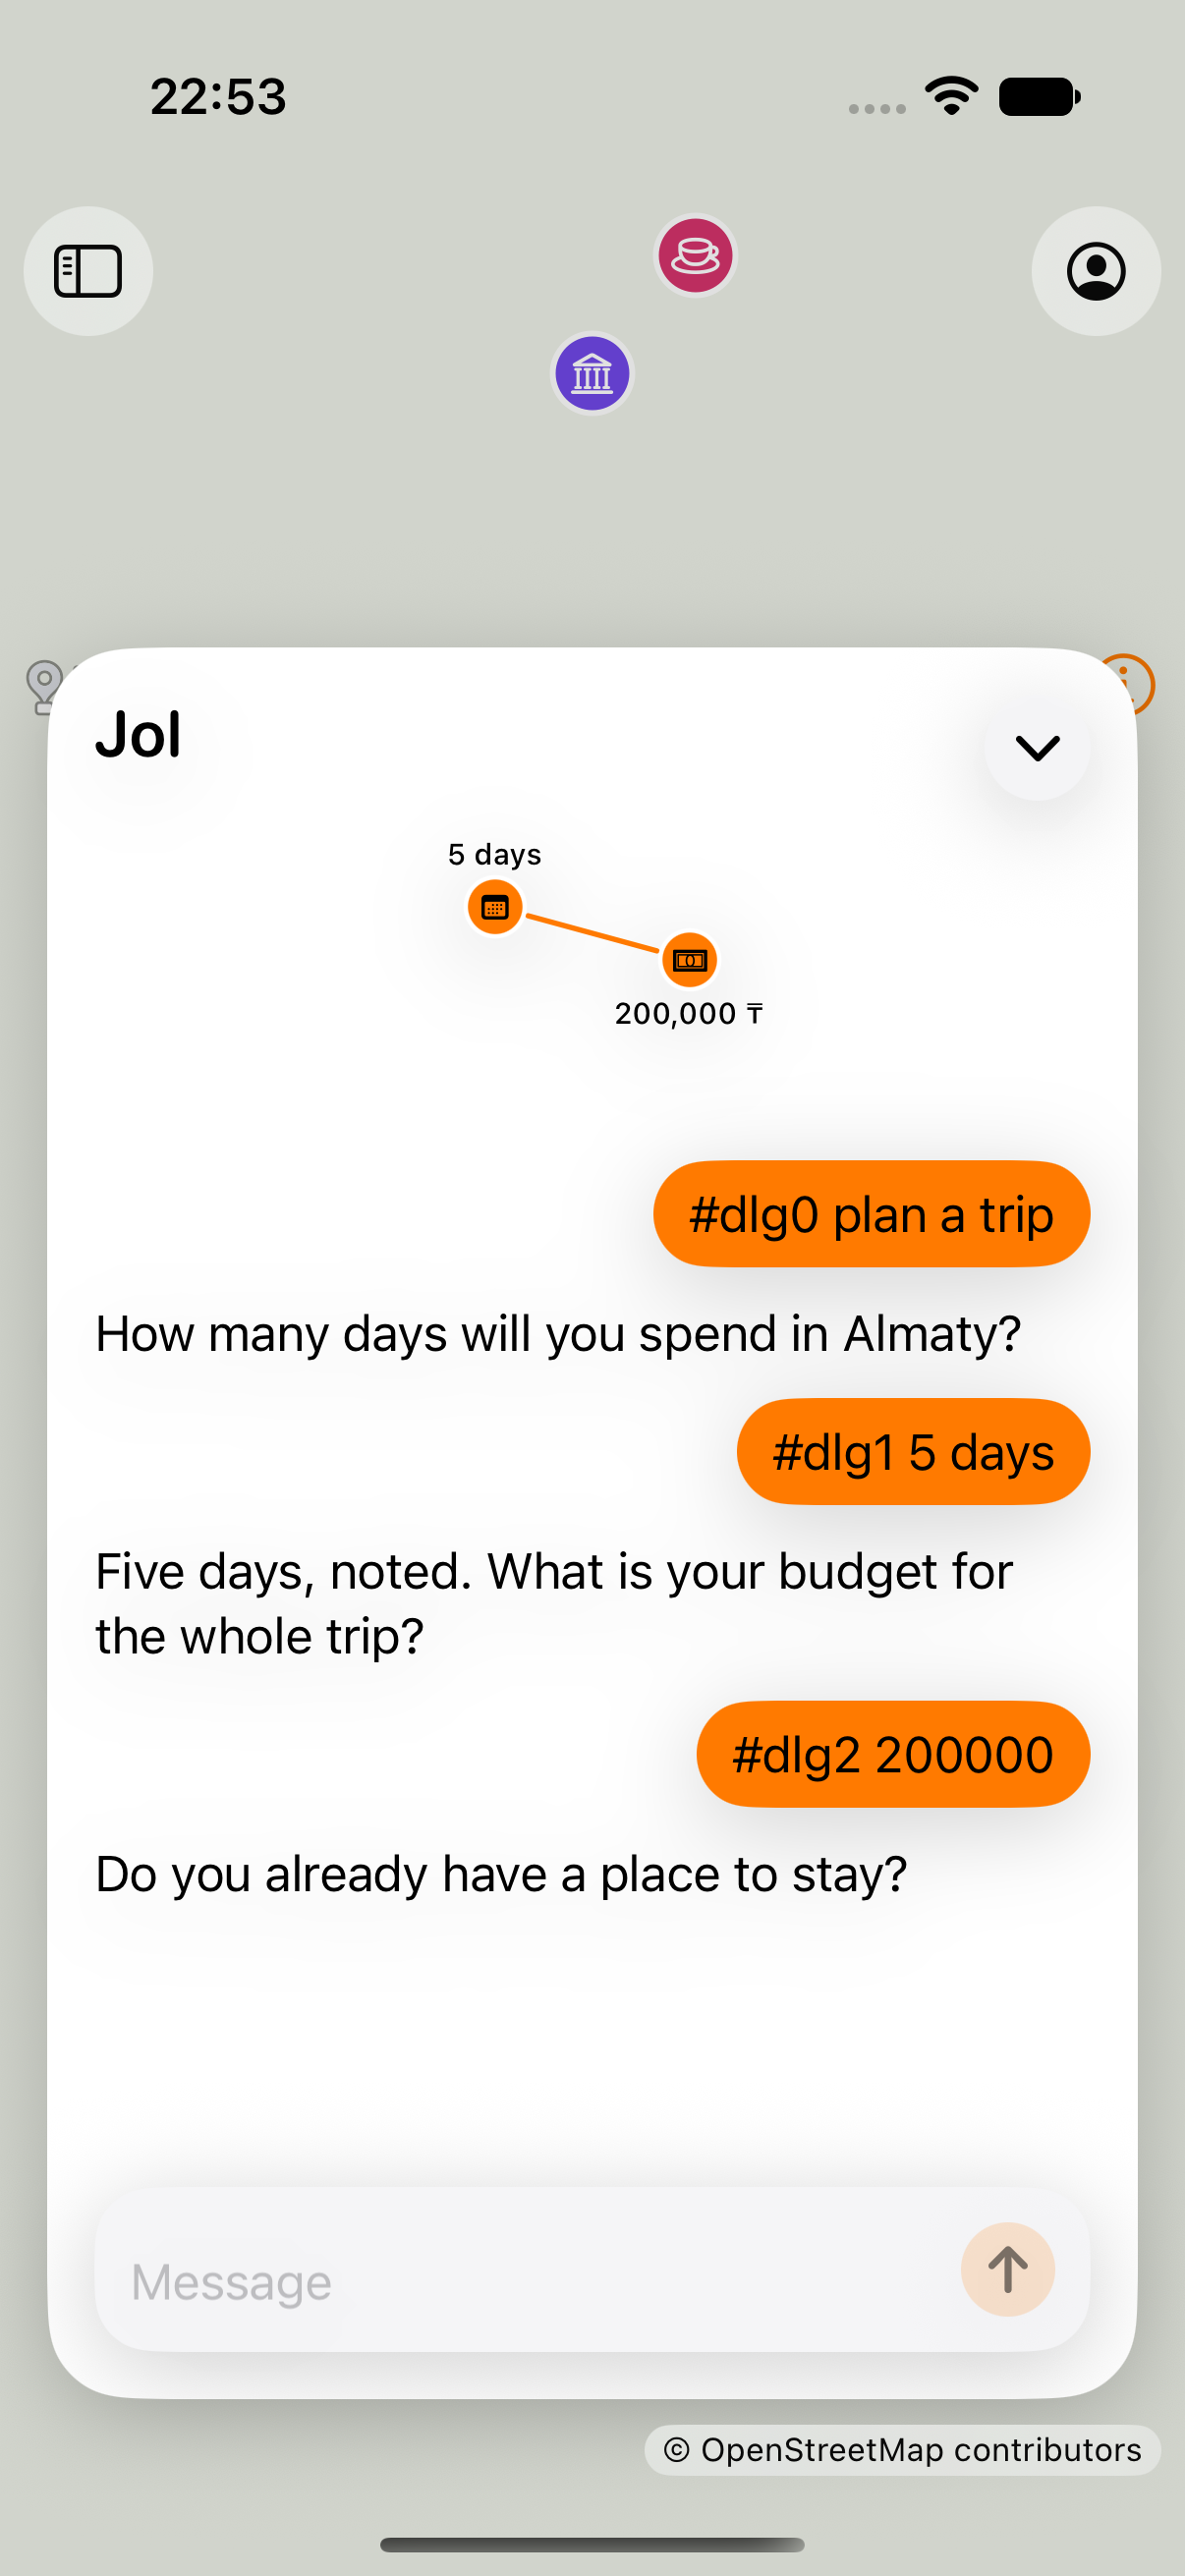 22:53
Jol
5 days
200,000 ₸
#dlg0 plan a trip
How many days will you spend in Almaty?
#dlg1 5 days
Five days, noted. What is your budget for
the whole trip?
#dlg2 200000
Do you already have a place to stay?
Message
© OpenStreetMap contributors